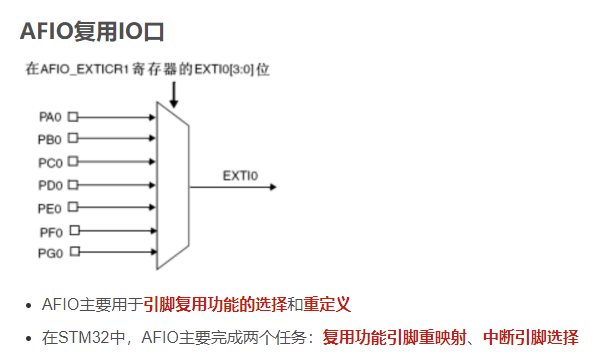 AFIO复用IO口
在AFIO_EXTICR1寄存器的EXTI0[3:0]位
PA0
PB0
PC0
PD0
PE0
PF0
PG0
EXTI0
• AFIO主要用于引脚复用功能的选择和重定义
• 在STM32中，AFIO主要完成两个任务：复用功能引脚重映射、中断引脚选择